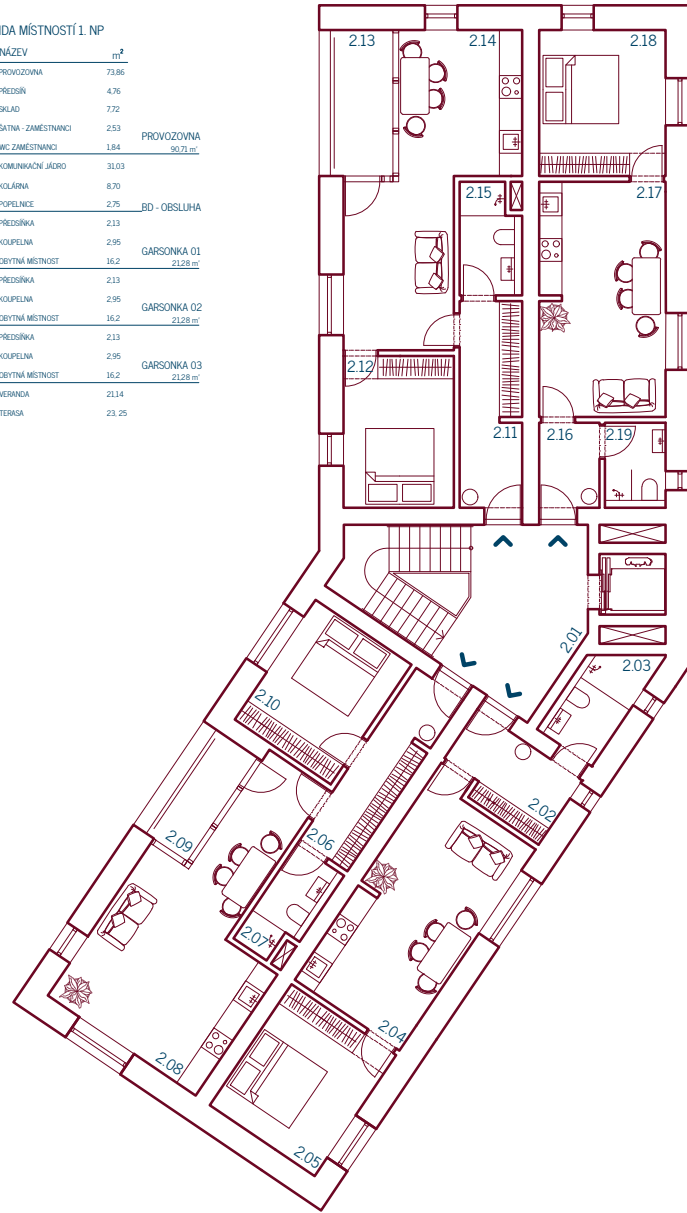 NDA MÍSTNOSTÍ 1. NP
NÁZEV m²
PROVOZOVNA 73,86
PŘEDSÍŇ 4,76
SKLAD 7,72
ŠATNA - ZAMĚSTNANCI 2,53
WC ZAMĚSTNANCI 1,84
PROVOZOVNA
90,71 m²
KOMUNIKAČNÍ JÁDRO 31,03
KOLÁRNA 8,70
POPELNICE 2,75
BD - OBSLUHA
PŘEDSÍŇKA 2,13
KOUPELNA 2,95
OBYTNÁ MÍSTNOST 16,2
GARSONKA 01
21,28 m²
PŘEDSÍŇKA 2,13
KOUPELNA 2,95
OBYTNÁ MÍSTNOST 16,2
GARSONKA 02
21,28 m²
PŘEDSÍŇKA 2,13
KOUPELNA 2,95
OBYTNÁ MÍSTNOST 16,2
GARSONKA 03
21,28 m²
VERANDA 21,14
TERASA 23, 25
2.13
2.14
2.18
2.15
2.17
2.12
2.11
2.16
2.19
2.01
2.03
2.10
2.02
2.09
2.06
2.07
2.04
2.08
2.05